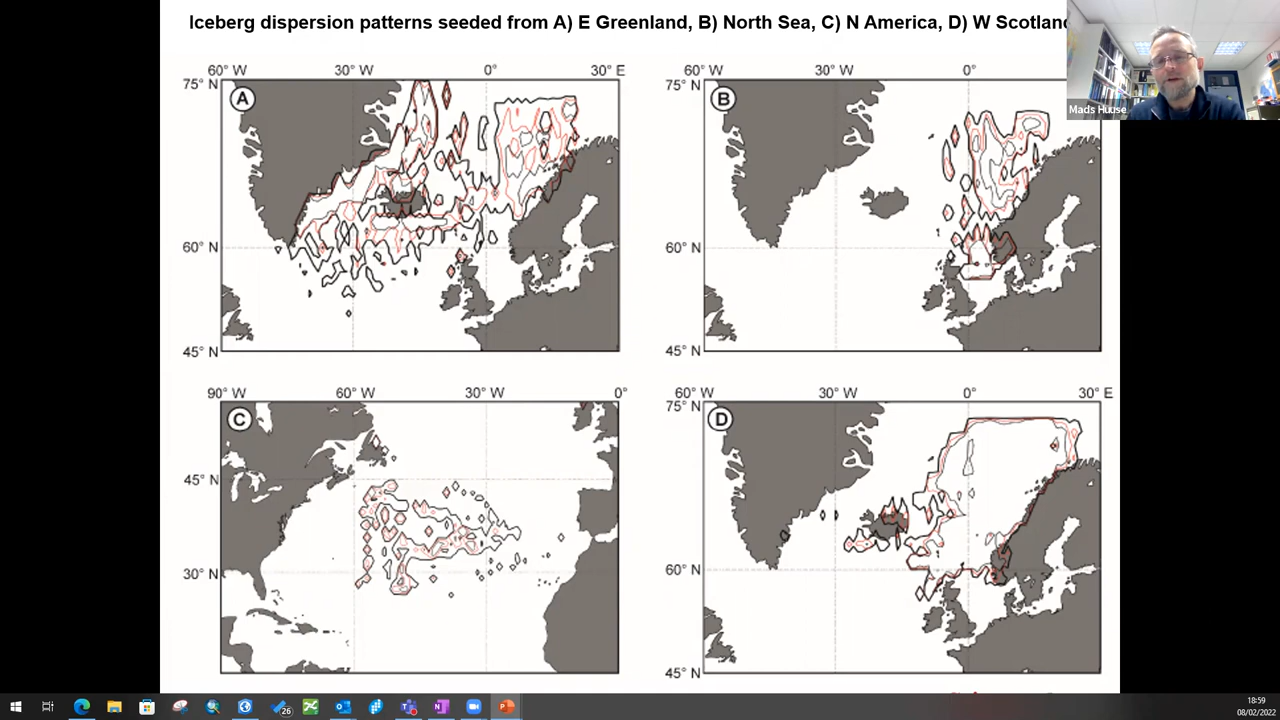 Iceberg dispersion patterns seeded from A) E Greenland, B) North Sea, C) N America, D) W Scotlan
Mads Huuse
60° W 30° W 0° 30° E
75° N
A
60° N
45° N
60° W 30° W 0°
75° N
B
60° N
45° N
90° W 60° W 30° W 0°
C
45° N
30° N
60° W 30° W 0° 30° E
75° N
D
60° N
45° N
26
18:59
08/02/2022